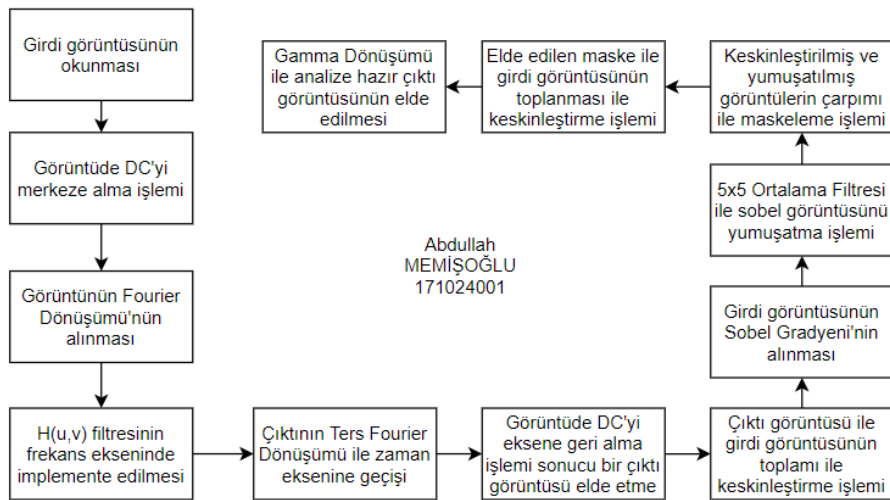 Girdi görüntüsünün
okunması
Görüntüde DC'yi
merkeze alma işlemi
Görüntünün Fourier
Dönüşümü'nün
alınması
H(u,v) filtresinin
frekans ekseninde
implemente edilmesi
Çıktının Ters Fourier
Dönüşümü ile zaman
eksenine geçişi
Görüntüde DC'yi
eksene geri alma
işlemi sonucu bir çıktı
görüntüsü elde etme
Çıktı görüntüsü ile
girdi görüntüsünün
toplamı ile
keskinleştirme işlemi
Girdi görüntüsünün
Sobel Gradyeni'nin
alınması
5x5 Ortalama Filtresi
ile sobel görüntüsünü
yumuşatma işlemi
Keskinleştirilmiş ve
yumuşatılmış
görüntülerin çarpımı
ile maskeleme işlemi
Elde edilen maske ile
girdi görüntüsünün
toplanması ile
keskinleştirme işlemi
Gamma Dönüşümü
ile analize hazır çıktı
görüntüsünün elde
edilmesi
Abdullah
MEMİŞOĞLU
171024001